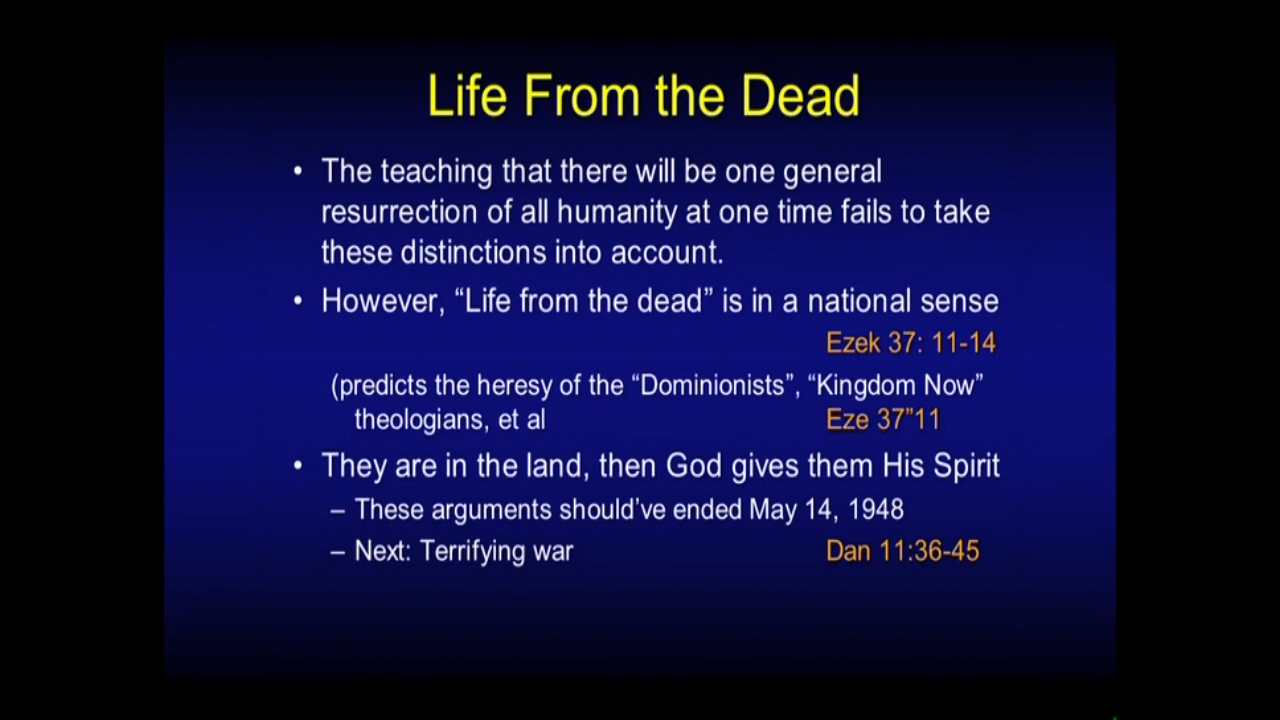 Life From the Dead
• The teaching that there will be one general
resurrection of all humanity at one time fails to take
these distinctions into account.
• However, “Life from the dead” is in a national sense
Ezek 37: 11-14
(predicts the heresy of the “Dominionists”, “Kingdom Now”
theologians, et al Eze 37”11
• They are in the land, then God gives them His Spirit
– These arguments should’ve ended May 14, 1948
– Next: Terrifying war Dan 11:36-45